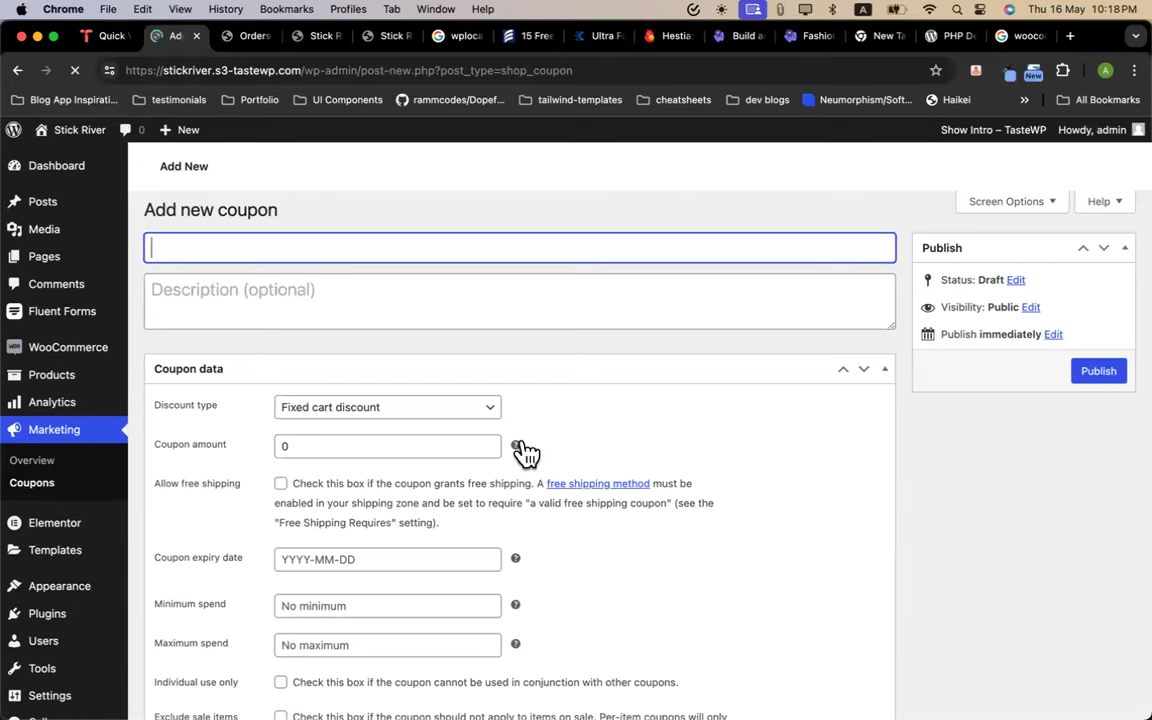 Chrome File Edit View History Bookmarks Profiles Tab Window Help A Thu 16 May 10:18 PM
Quick \ Ad Orders Stick R Stick R wploca 15 Free Ultra F Hestia: Build a Fashio New Ta PHP De woocor
https://stickriver.s3-tastewp.com/wp-admin/post-new.php?post_type=shop_coupon New A
Blog App Inspirati... testimonials Portfolio UI Components rammcodes/Dopef... tailwind-templates cheatsheets dev blogs Neumorphism/Soft... Haikei » All Bookmarks
Stick River 0 New Show Intro – TasteWP Howdy, admin
Dashboard
Posts
Media
Pages
Comments
Fluent Forms
WooCommerce
Products
Analytics
Marketing
Overview
Coupons
Elementor
Templates
Appearance
Plugins
Users
Tools
Settings
Add New
Screen Options Help
Add new coupon
Description (optional)
Coupon data
Discount type Fixed cart discount
Coupon amount 0
Allow free shipping Check this box if the coupon grants free shipping. A free shipping method must be
enabled in your shipping zone and be set to require "a valid free shipping coupon" (see the
"Free Shipping Requires" setting).
Coupon expiry date YYYY-MM-DD
Minimum spend No minimum
Maximum spend No maximum
Individual use only Check this box if the coupon cannot be used in conjunction with other coupons.
Exclude sale items Check this box if the coupon should not apply to items on sale. Per-item coupons will only
Publish
Status: Draft Edit
Visibility: Public Edit
Publish immediately Edit
Publish